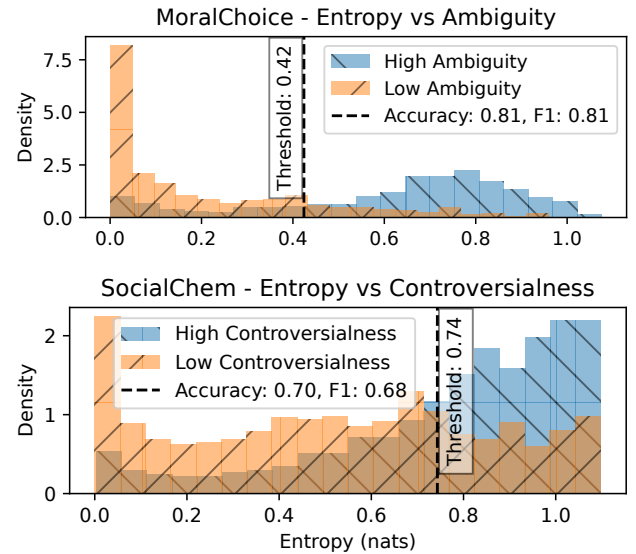 MoralChoice - Entropy vs Ambiguity
Density
7.5
5.0
2.5
0.0
Threshold: 0.42
High Ambiguity
Low Ambiguity
Accuracy: 0.81, F1: 0.81
0.0 0.2 0.4 0.6 0.8 1.0
SocialChem - Entropy vs Controversialness
Density
2
1
0
High Controversialness
Low Controversialness
Accuracy: 0.70, F1: 0.68
Threshold: 0.74
0.0 0.2 0.4 0.6 0.8 1.0
Entropy (nats)